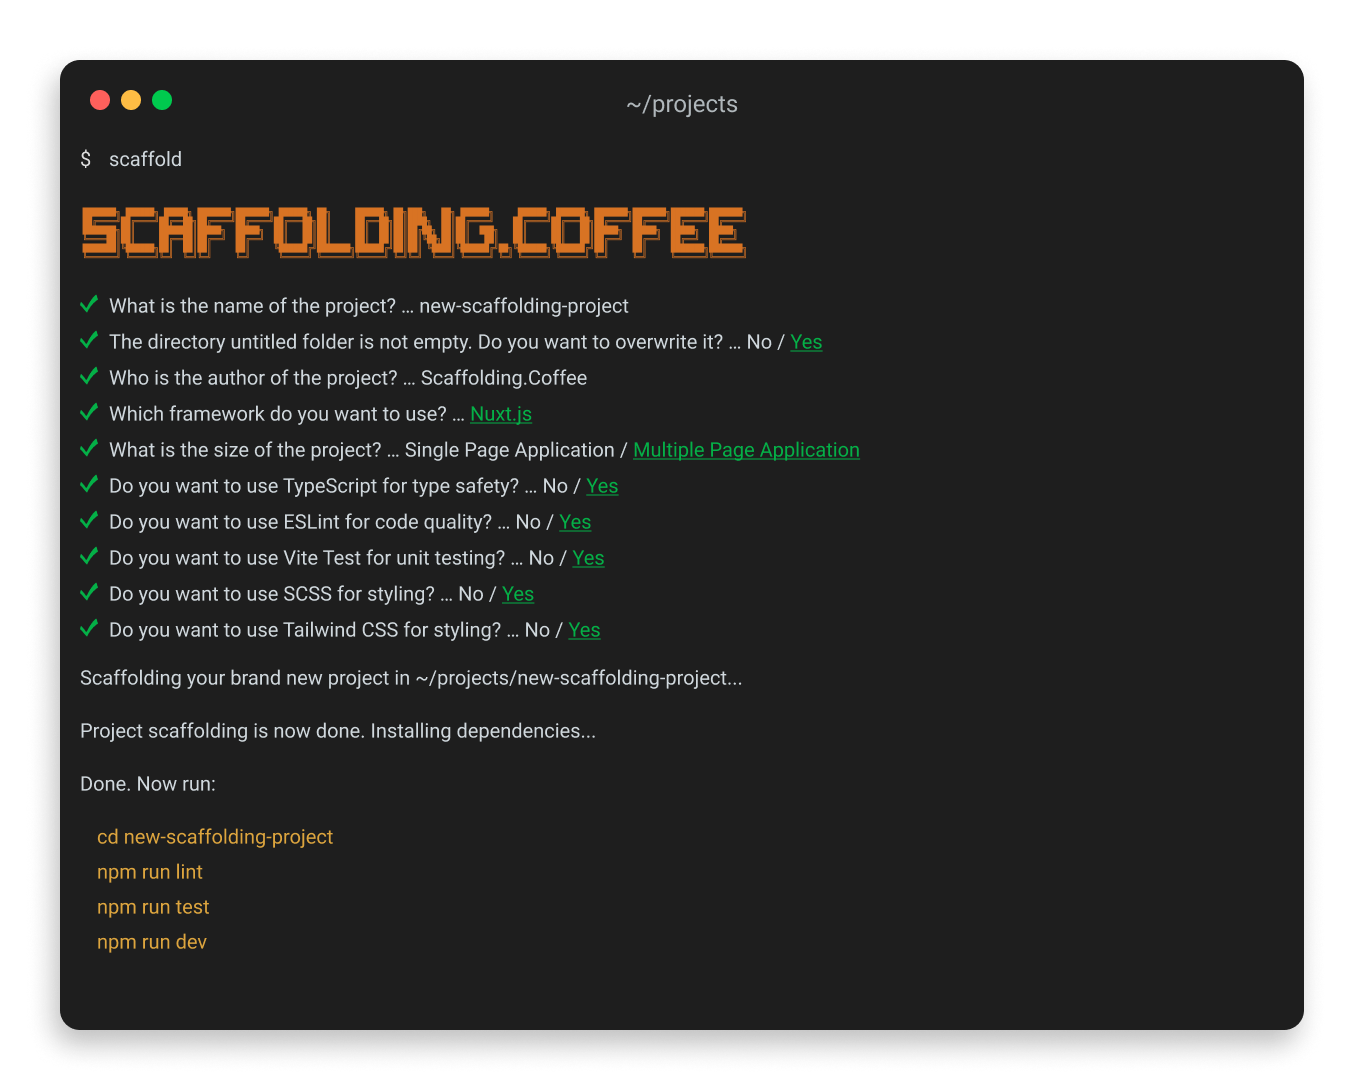 ~/projects
$ scaffold
SCAFFOLDING.COFFEE
What is the name of the project? … new-scaffolding-project
The directory untitled folder is not empty. Do you want to overwrite it? … No / Yes
Who is the author of the project? … Scaffolding.Coffee
Which framework do you want to use? … Nuxt.js
What is the size of the project? … Single Page Application / Multiple Page Application
Do you want to use TypeScript for type safety? … No / Yes
Do you want to use ESLint for code quality? … No / Yes
Do you want to use Vite Test for unit testing? … No / Yes
Do you want to use SCSS for styling? … No / Yes
Do you want to use Tailwind CSS for styling? … No / Yes
Scaffolding your brand new project in ~/projects/new-scaffolding-project...
Project scaffolding is now done. Installing dependencies...
Done. Now run:
cd new-scaffolding-project
npm run lint
npm run test
npm run dev